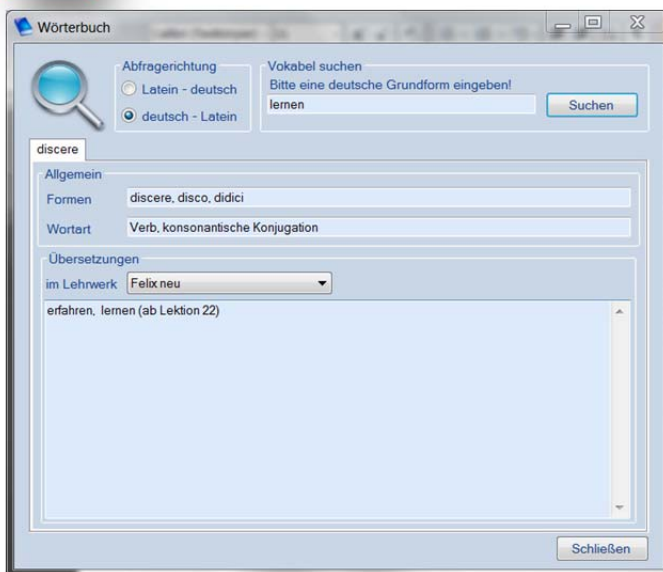 Wörterbuch
Abfragerichtung
Latein - deutsch
deutsch - Latein
Vokabel suchen
Bitte eine deutsche Grundform eingeben!
lernen
Suchen
discere
Allgemein
Formen discere, disco, didici
Wortart Verb, konsonantische Konjugation
Übersetzungen
im Lehrwerk Felix neu
erfahren, lernen (ab Lektion 22)
Schließen